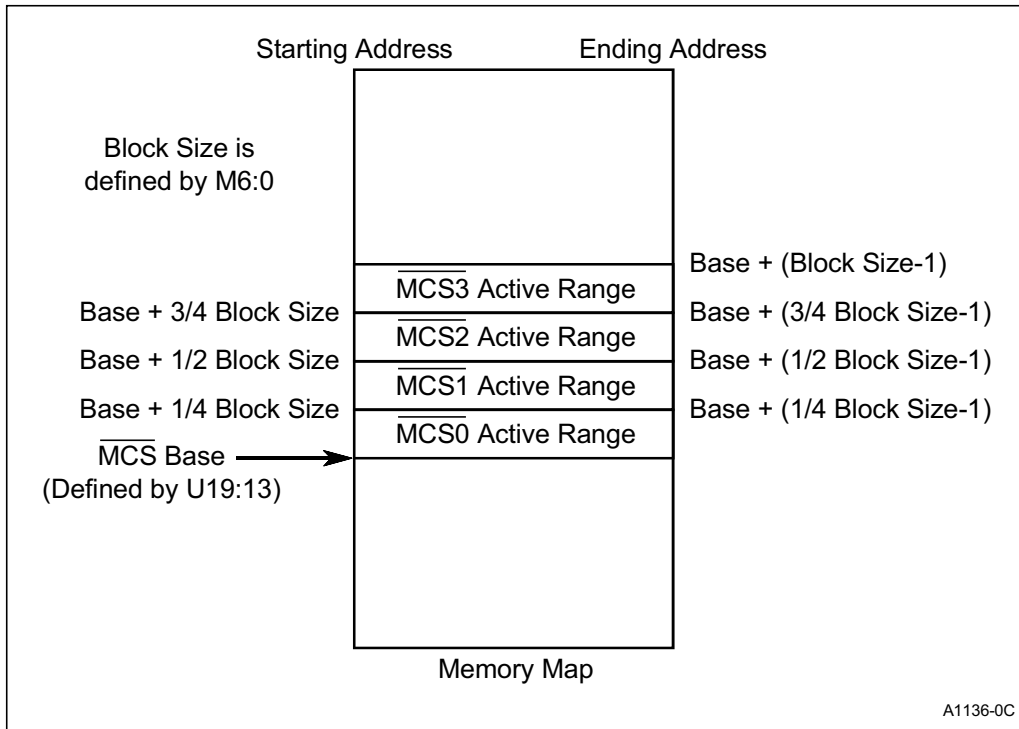 Starting Address Ending Address
Block Size is
defined by M6:0
Base + (Block Size-1)
MCS3 Active Range
Base + 3/4 Block Size Base + (3/4 Block Size-1)
MCS2 Active Range
Base + 1/2 Block Size Base + (1/2 Block Size-1)
MCS1 Active Range
Base + 1/4 Block Size Base + (1/4 Block Size-1)
MCS0 Active Range
MCS Base
(Defined by U19:13)
Memory Map
A1136-0C